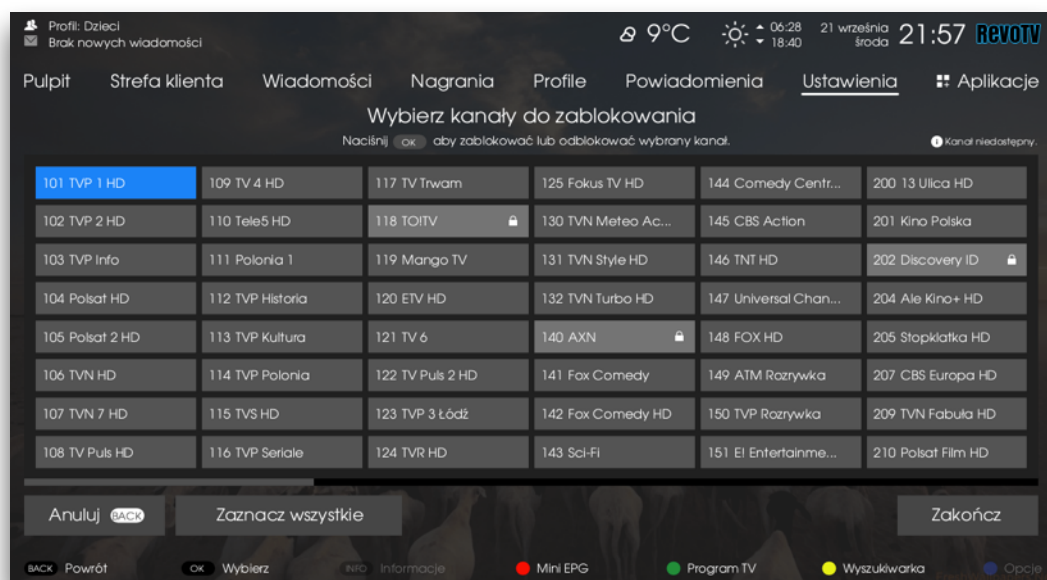 Profil: Dzieci
Brak nowych wiadomości
9°C
06:28
18:40
21 września
środa
21:57
REVOTV
Pulpit Strefa klienta Wiadomości Nagrania Profile Powiadomienia Ustawienia Aplikacje
Wybierz kanały do zablokowania
Naciśnij OK aby zablokować lub odblokować wybrany kanał.
Kanał niedostępny.
101 TVP 1 HD 109 TV 4 HD 117 TV Trwam 125 Fokus TV HD 144 Comedy Centr... 200 13 Ulica HD
102 TVP 2 HD 110 Tele5 HD 118 TO!TV 130 TVN Meteo Ac... 145 CBS Action 201 Kino Polska
103 TVP Info 111 Polonia 1 119 Mango TV 131 TVN Style HD 146 TNT HD 202 Discovery ID
104 Polsat HD 112 TVP Historia 120 ETV HD 132 TVN Turbo HD 147 Universal Chan... 204 Ale Kino+ HD
105 Polsat 2 HD 113 TVP Kultura 121 TV 6 140 AXN 148 FOX HD 205 Stopklatka HD
106 TVN HD 114 TVP Polonia 122 TV Puls 2 HD 141 Fox Comedy 149 ATM Rozrywka 207 CBS Europa HD
107 TVN 7 HD 115 TVS HD 123 TVP 3 Łódź 142 Fox Comedy HD 150 TVP Rozrywka 209 TVN Fabuła HD
108 TV Puls HD 116 TVP Seriale 124 TVR HD 143 Sci-Fi 151 E! Entertainme... 210 Polsat Film HD
Anuluj BACK Zaznacz wszystkie Zakończ
BACK Powrót OK Wybierz INFO Informacje Mini EPG Program TV Wyszukiwarka Opcje